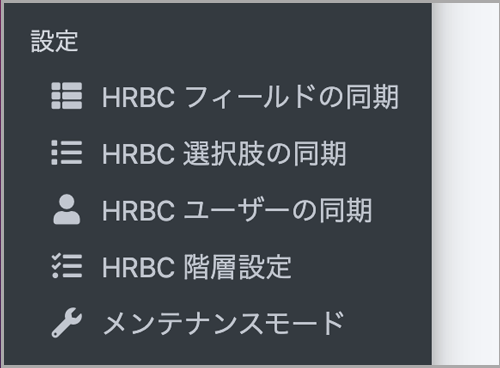 設定
HRBC フィールドの同期
HRBC 選択肢の同期
HRBC ユーザーの同期
HRBC 階層設定
メンテナンスモード